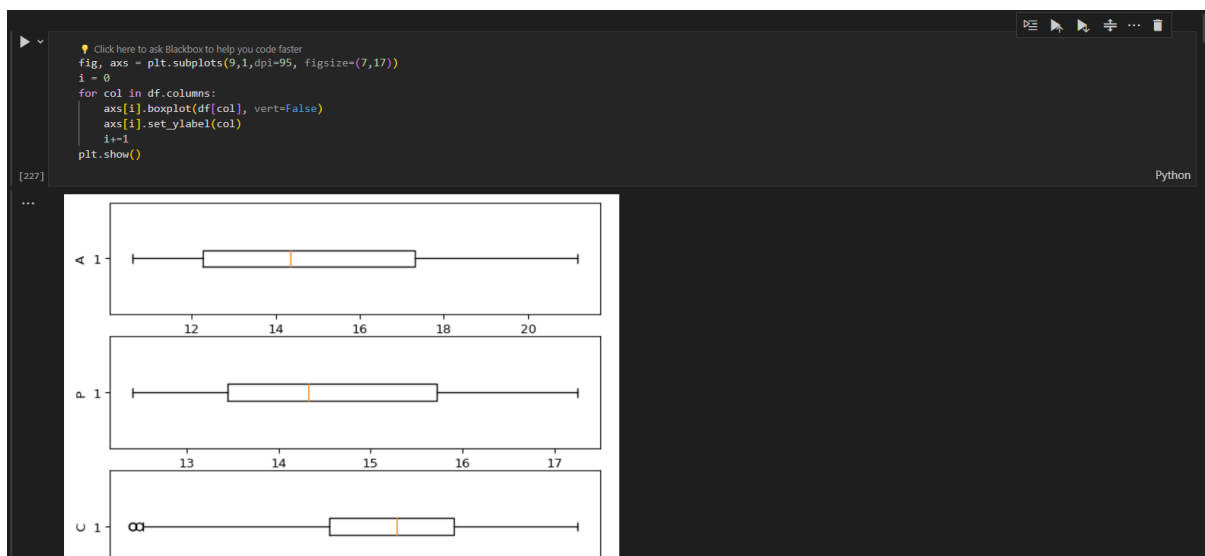 Click here to ask Blackbox to help you code faster
fig, axs = plt.subplots(9,1,dpi=95, figsize=(7,17))
i = 0
for col in df.columns:
    axs[i].boxplot(df[col], vert=False)
    axs[i].set_ylabel(col)
    i+=1
plt.show()
[227]
Python
A 1
12 14 16 18 20
P 1
13 14 15 16 17
C 1